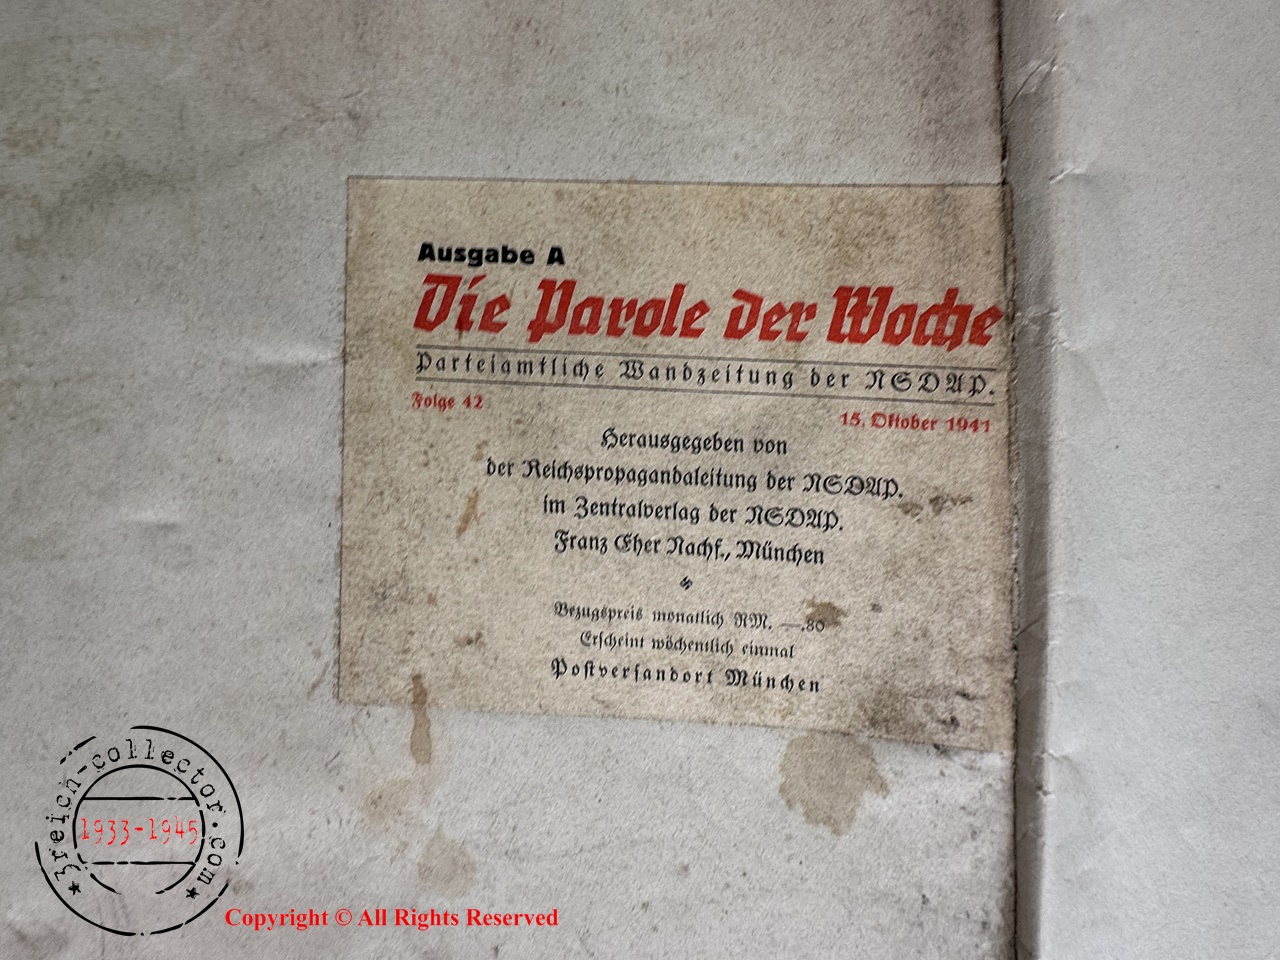 Ausgabe A
Die Parole der Woche
Parteiamtliche Wandzeitung der NSDAP.
Folge 42
15. Oktober 1941
Herausgegeben von
der Reichspropagandaleitung der NSDAP.
im Zentralverlag der NSDAP.
Franz Eher Nachf., München
Bezugspreis monatlich RM. —.80
Erscheint wöchentlich einmal
Postversandort München
3reich-collector.com
1933-1945
Copyright © All Rights Reserved